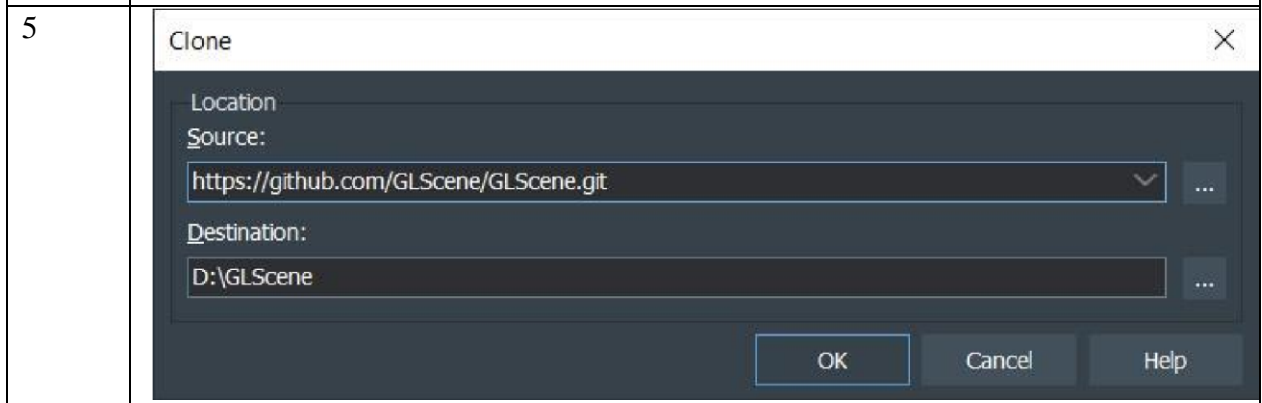 5
Clone
Location
Source:
https://github.com/GLScene/GLScene.git
...
Destination:
D:\GLScene
...
OK Cancel Help